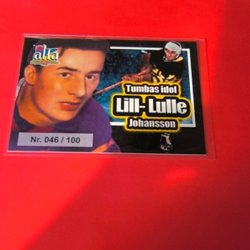 alfa
Tumbas idol
Lill-Lulle
Johansson
Nr. 046 / 100